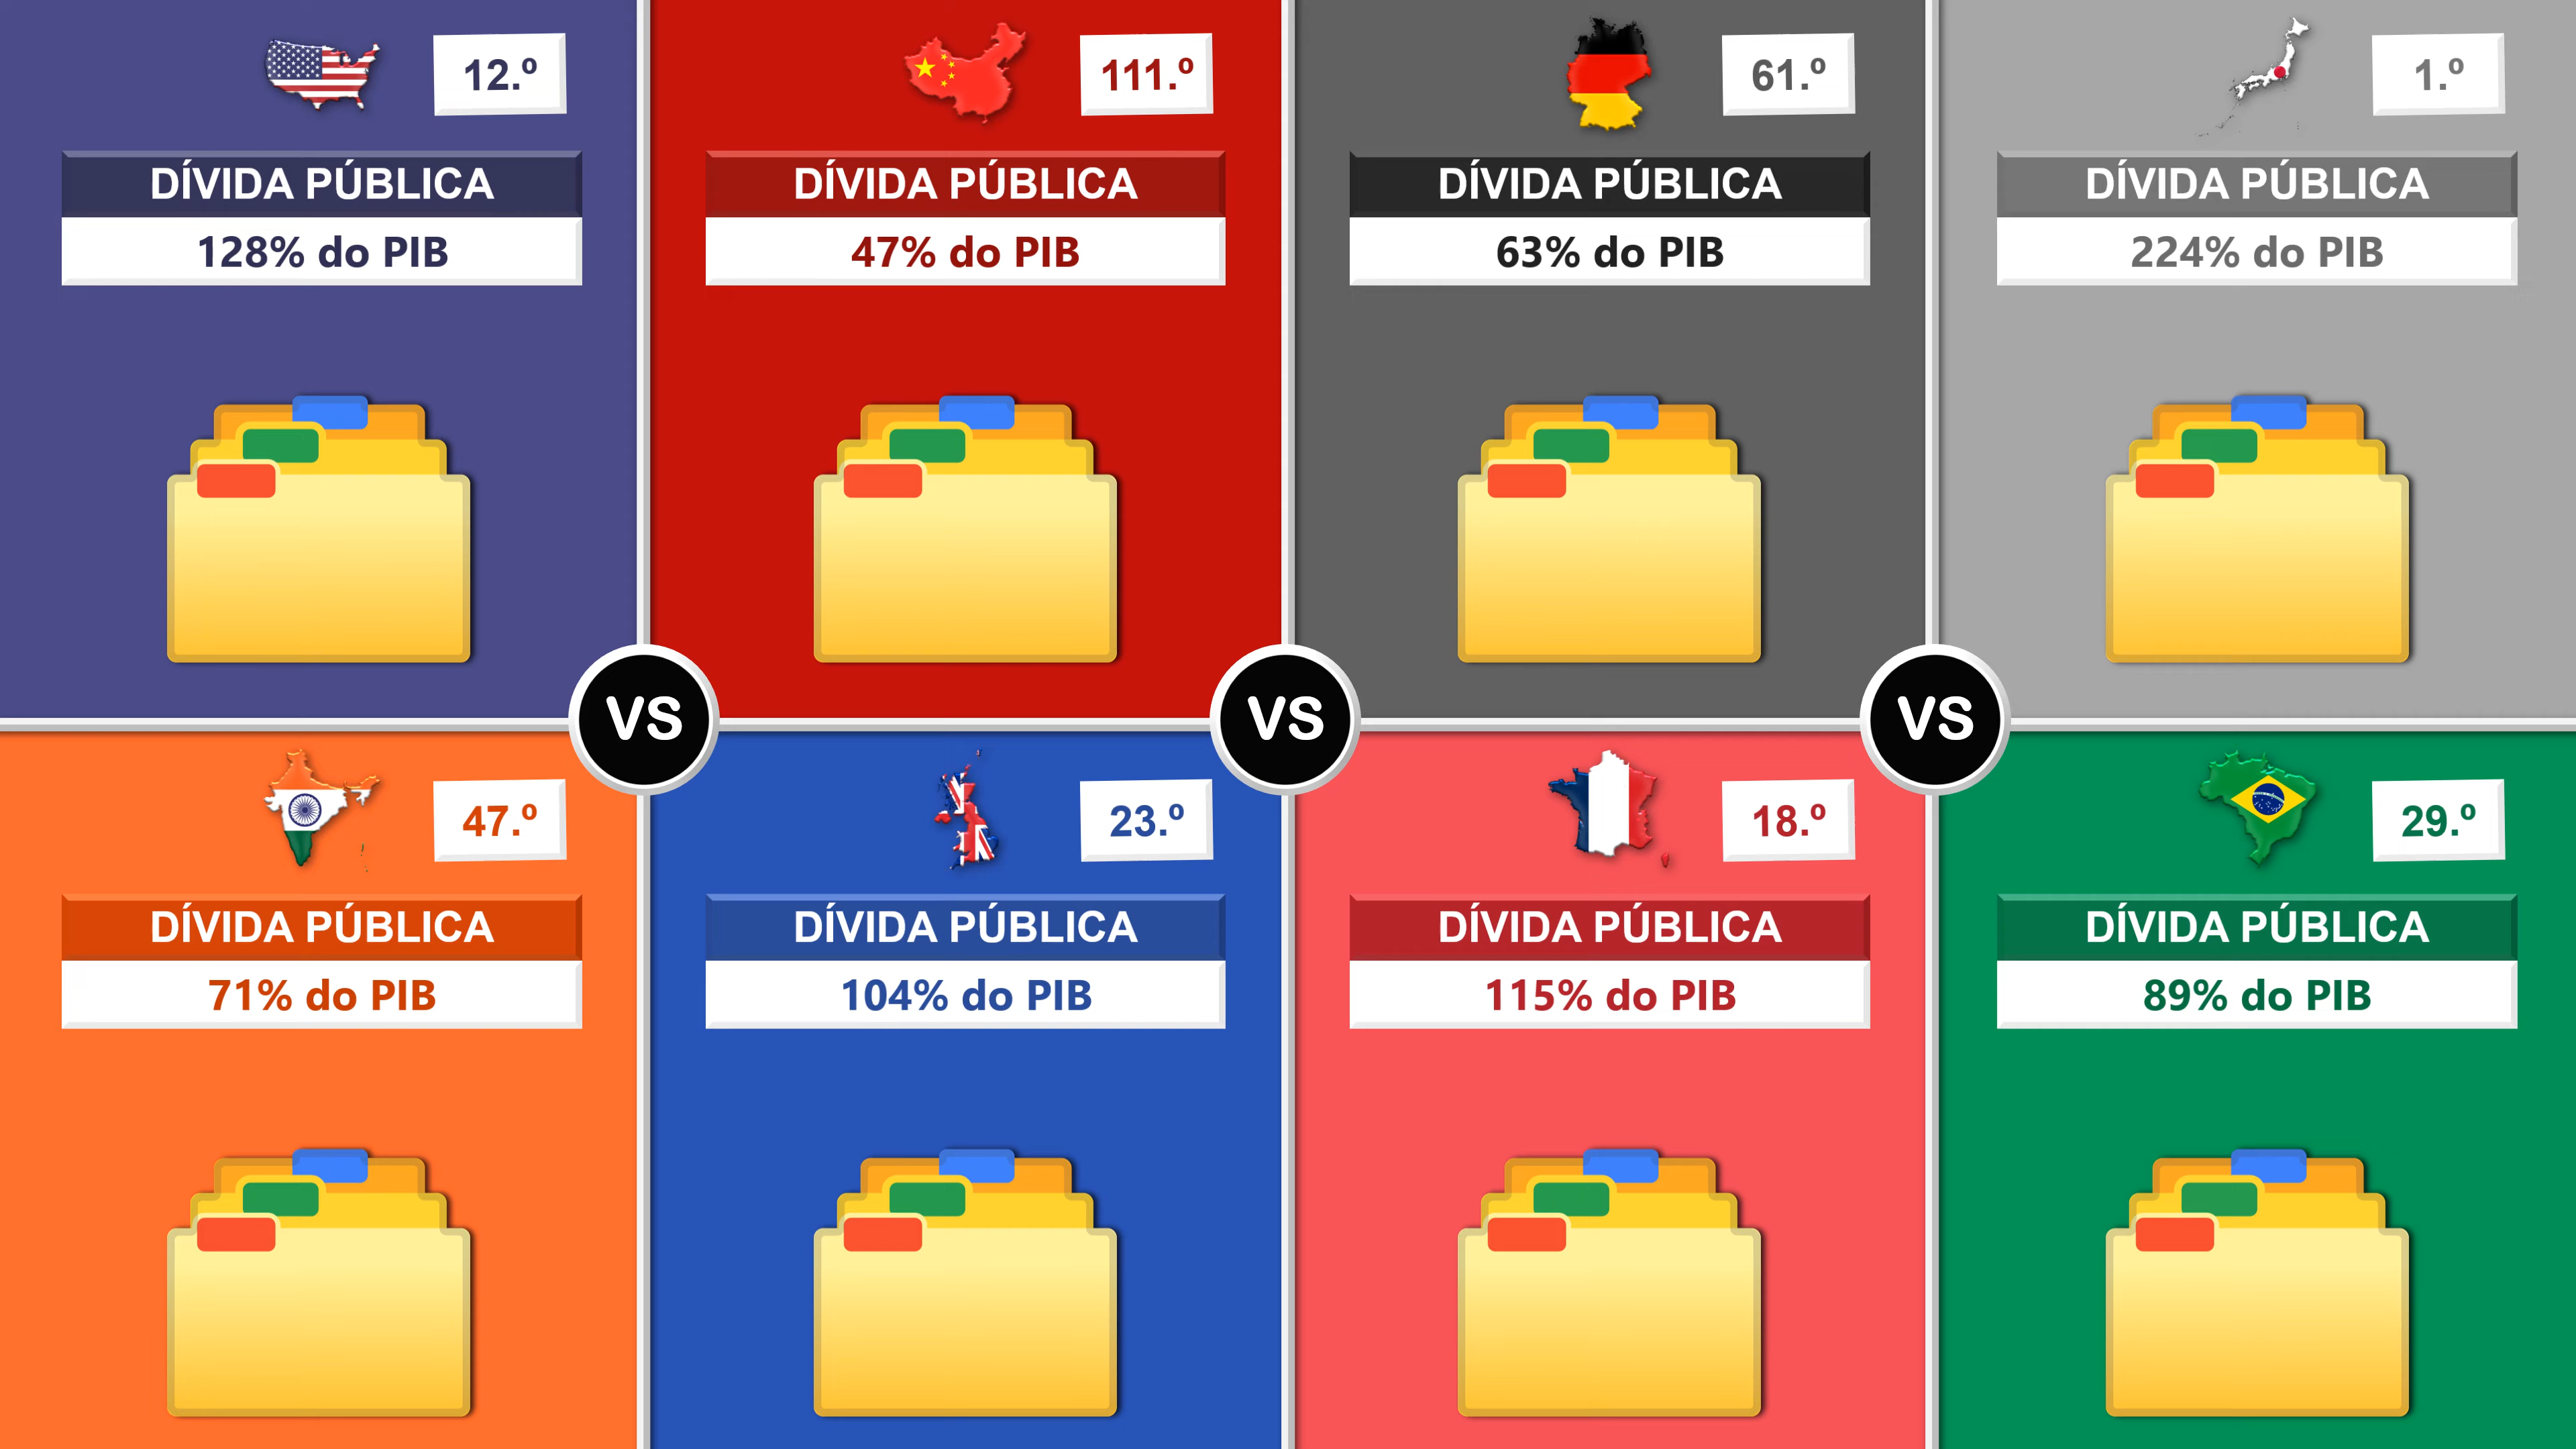 12.º
DÍVIDA PÚBLICA
128% do PIB
111.º
DÍVIDA PÚBLICA
47% do PIB
61.º
DÍVIDA PÚBLICA
63% do PIB
1.º
DÍVIDA PÚBLICA
224% do PIB
VS
VS
VS
47.º
DÍVIDA PÚBLICA
71% do PIB
23.º
DÍVIDA PÚBLICA
104% do PIB
18.º
DÍVIDA PÚBLICA
115% do PIB
29.º
DÍVIDA PÚBLICA
89% do PIB